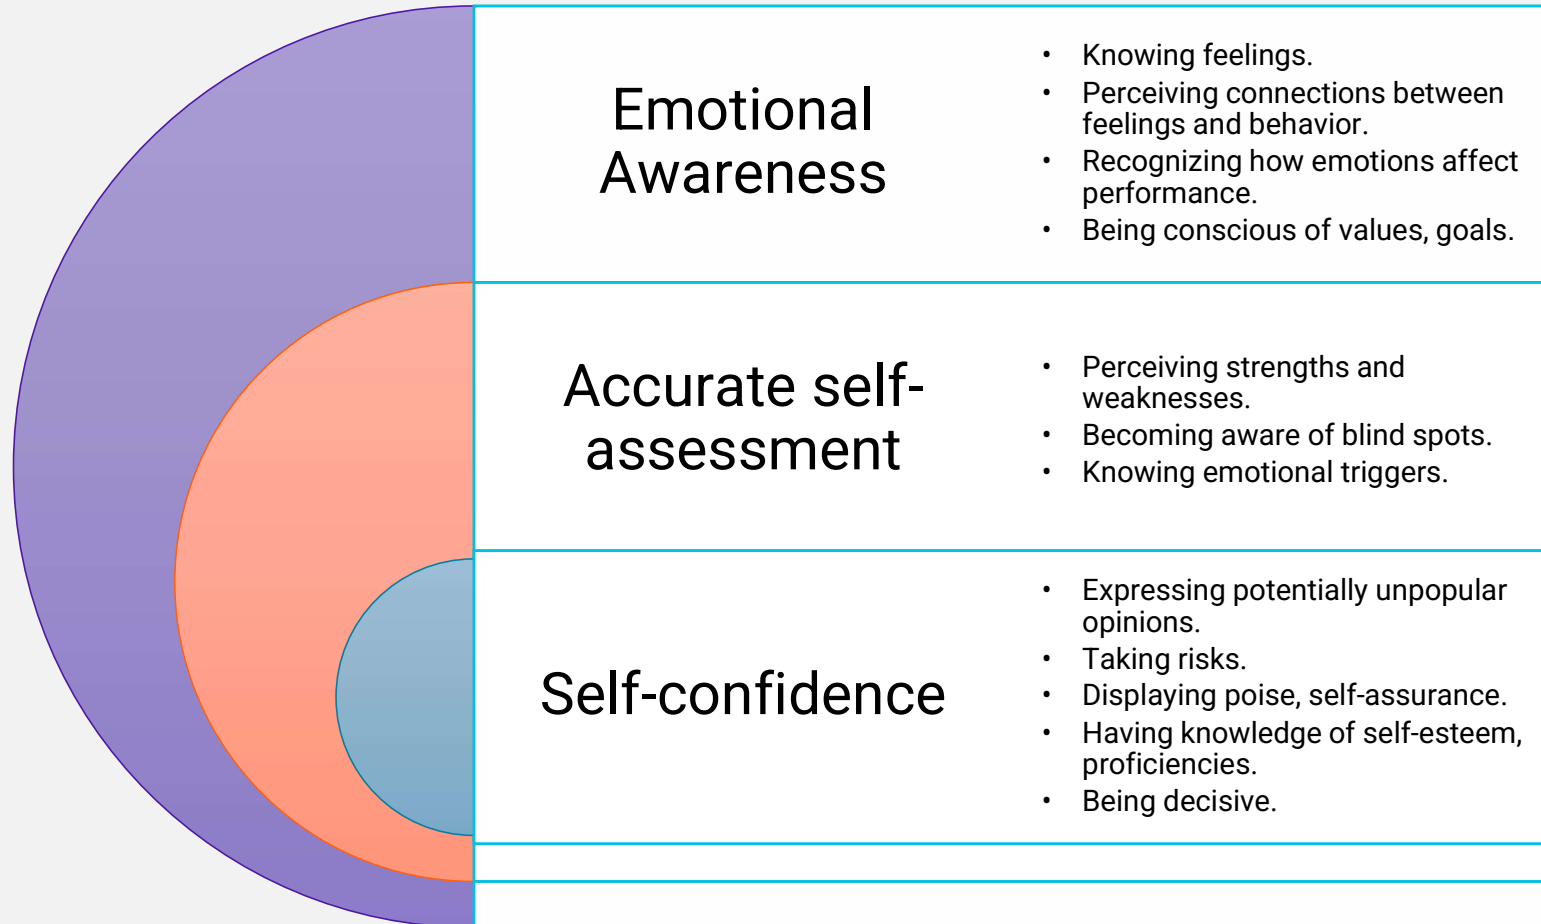 Emotional
Awareness
• Knowing feelings.
• Perceiving connections between
feelings and behavior.
• Recognizing how emotions affect
performance.
• Being conscious of values, goals.
Accurate self-
assessment
• Perceiving strengths and
weaknesses.
• Becoming aware of blind spots.
• Knowing emotional triggers.
Self-confidence
• Expressing potentially unpopular
opinions.
• Taking risks.
• Displaying poise, self-assurance.
• Having knowledge of self-esteem,
proficiencies.
• Being decisive.